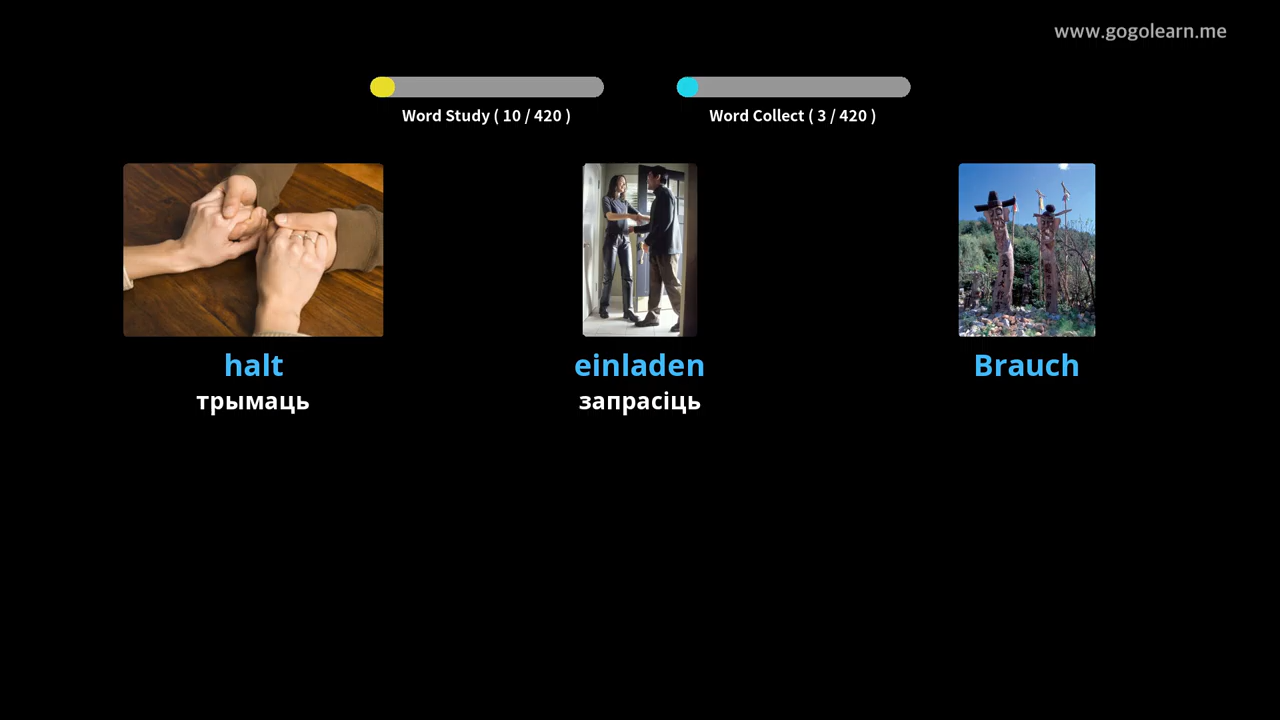 www.gogolearn.me
Word Study ( 10 / 420 )
Word Collect ( 3 / 420 )
halt
einladen
Brauch
трымаць
запрасіць